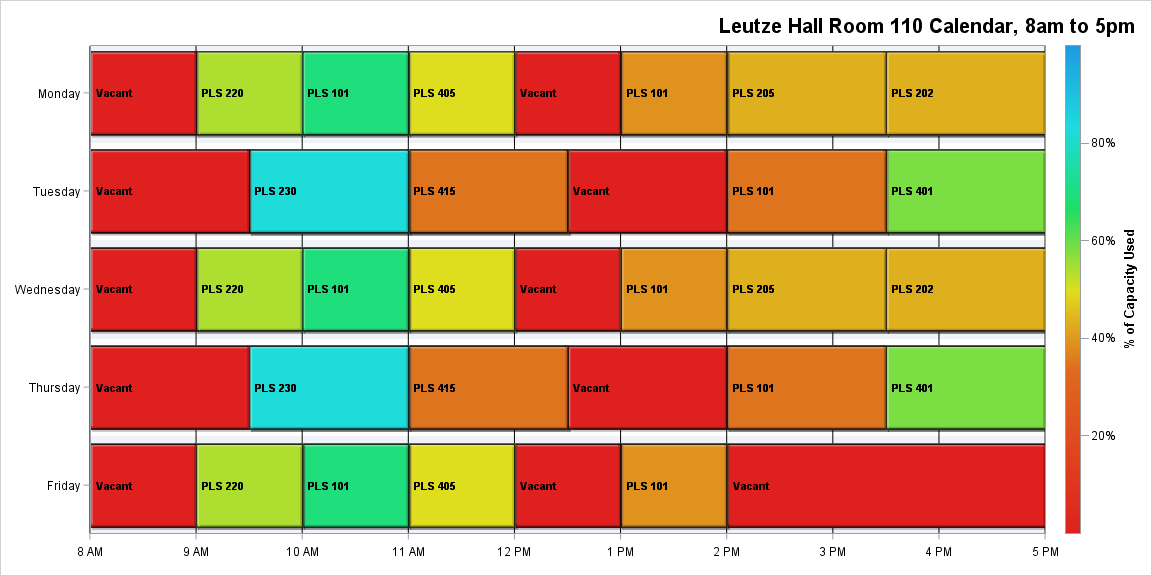 Leutze Hall Room 110 Calendar, 8am to 5pm
Monday
Vacant
PLS 220
PLS 101
PLS 405
Vacant
PLS 101
PLS 205
PLS 202
Tuesday
Vacant
PLS 230
PLS 415
Vacant
PLS 101
PLS 401
Wednesday
Vacant
PLS 220
PLS 101
PLS 405
Vacant
PLS 101
PLS 205
PLS 202
Thursday
Vacant
PLS 230
PLS 415
Vacant
PLS 101
PLS 401
Friday
Vacant
PLS 220
PLS 101
PLS 405
Vacant
PLS 101
Vacant
8 AM
9 AM
10 AM
11 AM
12 PM
1 PM
2 PM
3 PM
4 PM
5 PM
80%
60%
40%
20%
% of Capacity Used